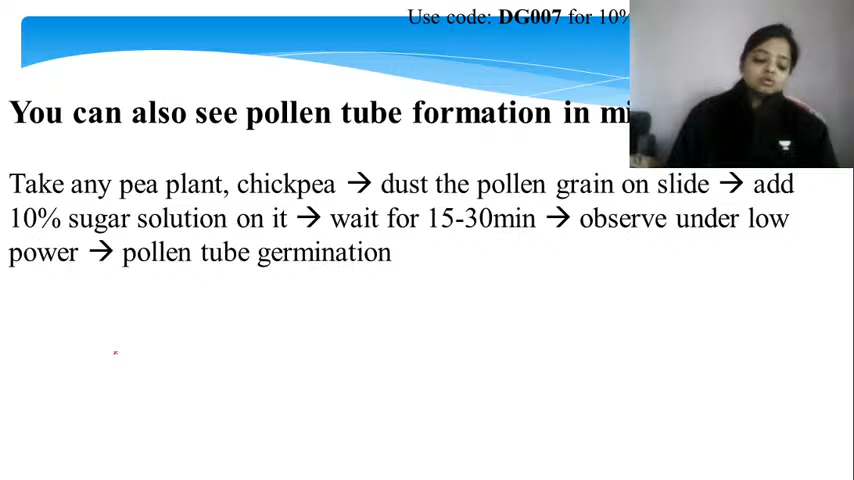 Use code: DG007 for 10%
You can also see pollen tube formation in
Take any pea plant, chickpea → dust the pollen grain on slide → add
10% sugar solution on it → wait for 15-30min → observe under low
power → pollen tube germination